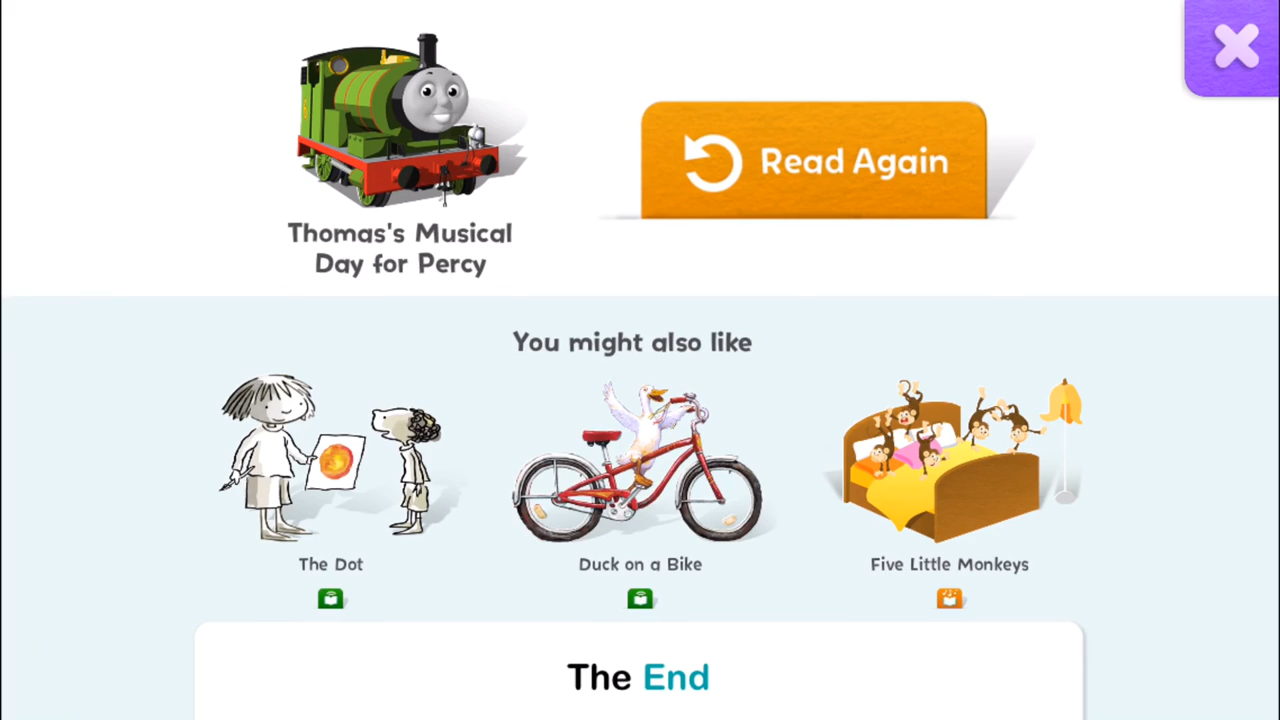 Thomas's Musical
Day for Percy
Read Again
You might also like
The Dot
Duck on a Bike
Five Little Monkeys
The End